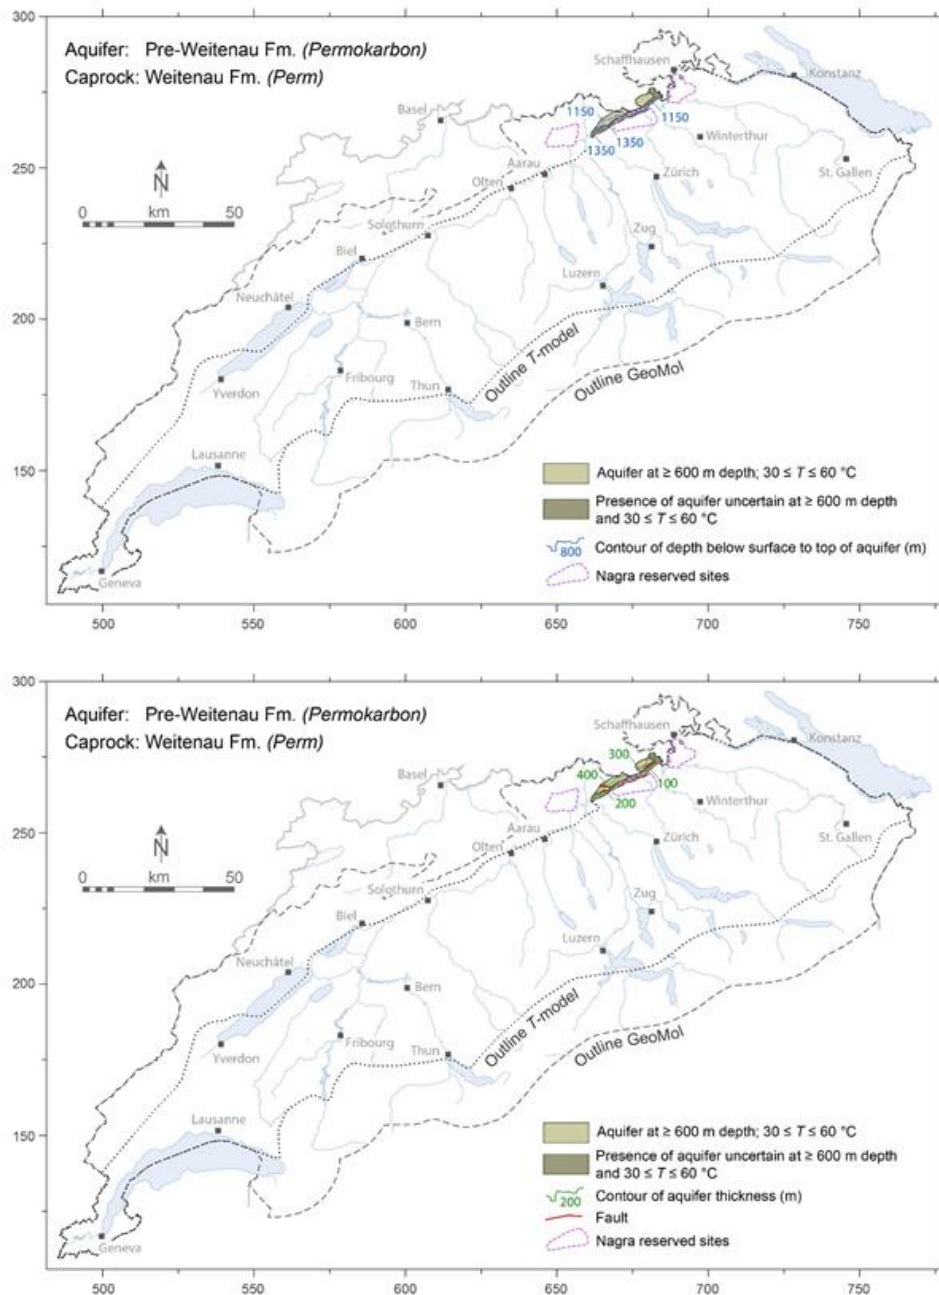 300
Aquifer: Pre-Weitenau Fm. (Permokarbon)
Caprock: Weitenau Fm. (Perm)
Schaffhausen
Konstanz
Basel
1150
1150
Winterthur
1350
1350
250
Aarau
St. Gallen
N
Olten
Zürich
0 km 50
Solothurn
Zug
Biel
Luzern
Neuchâtel
200
Bern
Outline T-model
Outline GeoMol
Fribourg
Thun
Yverdon
Lausanne
150
Aquifer at ≥ 600 m depth; 30 ≤ T ≤ 60 °C
Presence of aquifer uncertain at ≥ 600 m depth
and 30 ≤ T ≤ 60 °C
800 Contour of depth below surface to top of aquifer (m)
Nagra reserved sites
Geneva
500 550 600 650 700 750
300
Aquifer: Pre-Weitenau Fm. (Permokarbon)
Caprock: Weitenau Fm. (Perm)
Schaffhausen
Konstanz
300
Basel
400
100
200
Winterthur
250
Aarau
St. Gallen
N
Olten
Zürich
0 km 50
Solothurn
Zug
Biel
Luzern
Neuchâtel
200
Bern
Outline T-model
Outline GeoMol
Fribourg
Thun
Yverdon
Lausanne
150
Aquifer at ≥ 600 m depth; 30 ≤ T ≤ 60 °C
Presence of aquifer uncertain at ≥ 600 m depth
and 30 ≤ T ≤ 60 °C
200 Contour of aquifer thickness (m)
Fault
Nagra reserved sites
Geneva
500 550 600 650 700 750